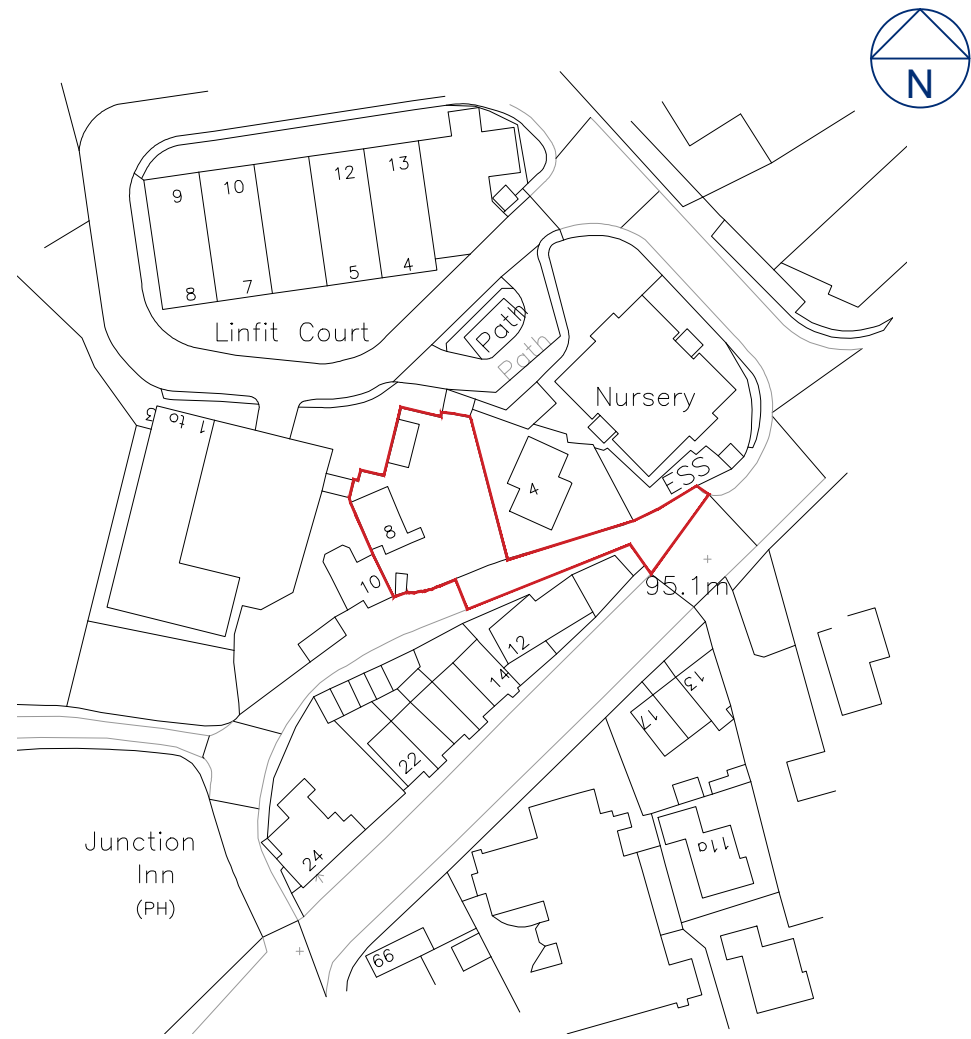 N
9
10
12
13
8
7
5
4
Linfit Court
Path
Path
Nursery
1 to 3
ESS
4
8
10
95.1m
12
14
13
17
22
24
11a
Junction
Inn
(PH)
66